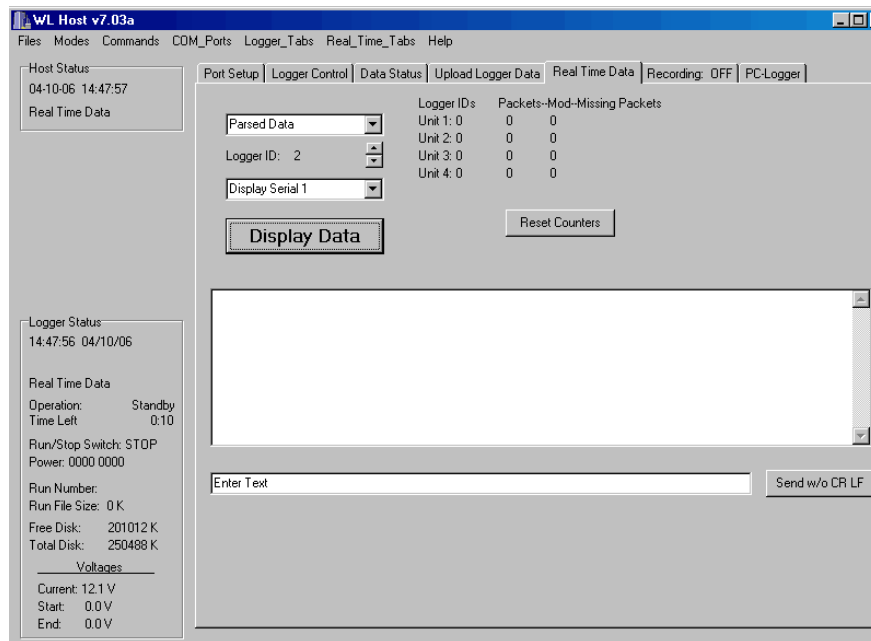 WL Host v7.03a
Files Modes Commands COM_Ports Logger_Tabs Real_Time_Tabs Help
Host Status
04-10-06 14:47:57
Real Time Data
Port Setup Logger Control Data Status Upload Logger Data Real Time Data Recording: OFF PC-Logger
Parsed Data
Logger ID: 2
Display Serial 1
Display Data
Logger IDs Packets--Mod--Missing Packets
Unit 1: 0 0 0
Unit 2: 0 0 0
Unit 3: 0 0 0
Unit 4: 0 0 0
Reset Counters
Logger Status
14:47:56 04/10/06
Real Time Data
Operation: Standby
Time Left 0:10
Run/Stop Switch: STOP
Power: 0000 0000
Run Number:
Run File Size: 0 K
Free Disk: 201012 K
Total Disk: 250488 K
Voltages
Current: 12.1 V
Start: 0.0 V
End: 0.0 V
Enter Text
Send w/o CR LF